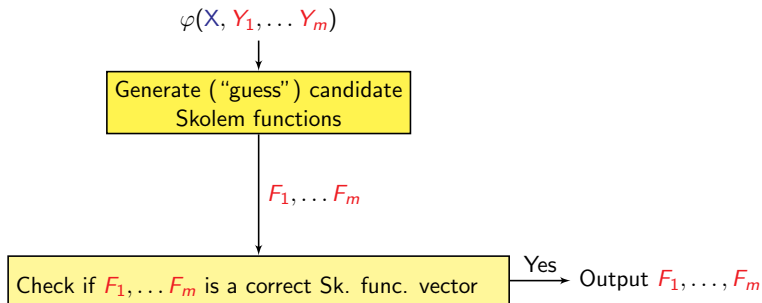 φ(X, Y₁, … Yₘ)
Generate (“guess”) candidate
Skolem functions
F₁, … Fₘ
Check if F₁, … Fₘ is a correct Sk. func. vector
Yes
Output F₁, …, Fₘ